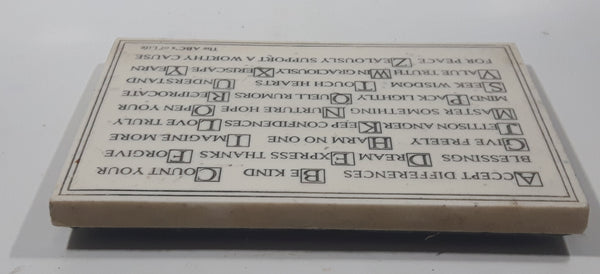 ACCEPT DIFFERENCES BE KIND COUNT YOUR
BLESSINGS DREAM EXPRESS THANKS FORGIVE
GIVE FREELY HARM NO ONE IMAGINE MORE
JETTISON ANGER KEEP CONFIDENCES LOVE TRULY
MASTER SOMETHING NURTURE HOPE OPEN YOUR
MIND PACK LIGHTLY QUELL RUMORS RECIPROCATE
SEEK WISDOM TOUCH HEARTS UNDERSTAND
VALUE TRUTH WIN GRACIOUSLY XERISCAPE YEARN
FOR PEACE ZEALOUSLY SUPPORT A WORTHY CAUSE
The ABC's of Life